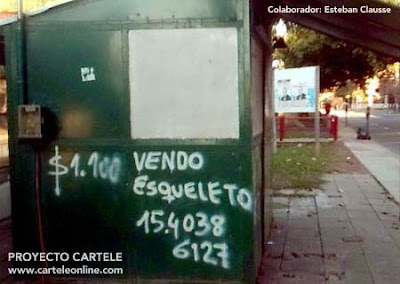 Colaborador: Esteban Clausse
$1.100 VENDO
ESQUELETO
15.4038
6127
PROYECTO CARTELE
www.carteleonline.com